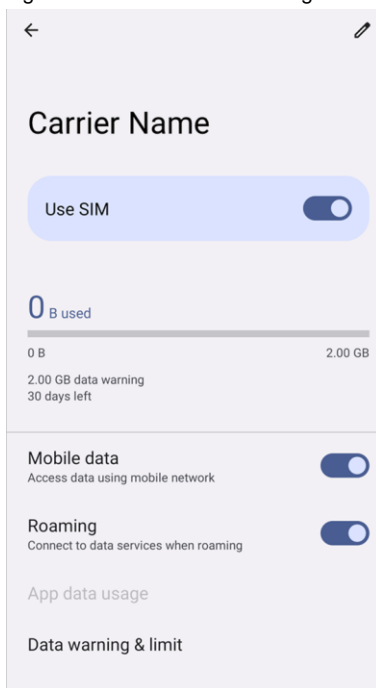 Carrier Name
Use SIM
0 B used
0 B 2.00 GB
2.00 GB data warning
30 days left
Mobile data
Access data using mobile network
Roaming
Connect to data services when roaming
App data usage
Data warning & limit